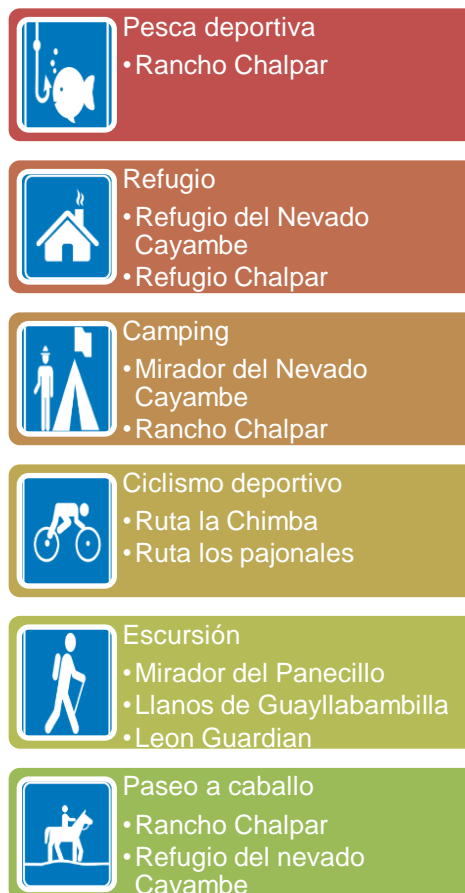 Pesca deportiva
•Rancho Chalpar
Refugio
•Refugio del Nevado
Cayambe
•Refugio Chalpar
Camping
•Mirador del Nevado
Cayambe
•Rancho Chalpar
Ciclismo deportivo
•Ruta la Chimba
•Ruta los pajonales
Escursión
•Mirador del Panecillo
•Llanos de Guayllabambilla
•Leon Guardian
Paseo a caballo
•Rancho Chalpar
•Refugio del nevado
Cayambe